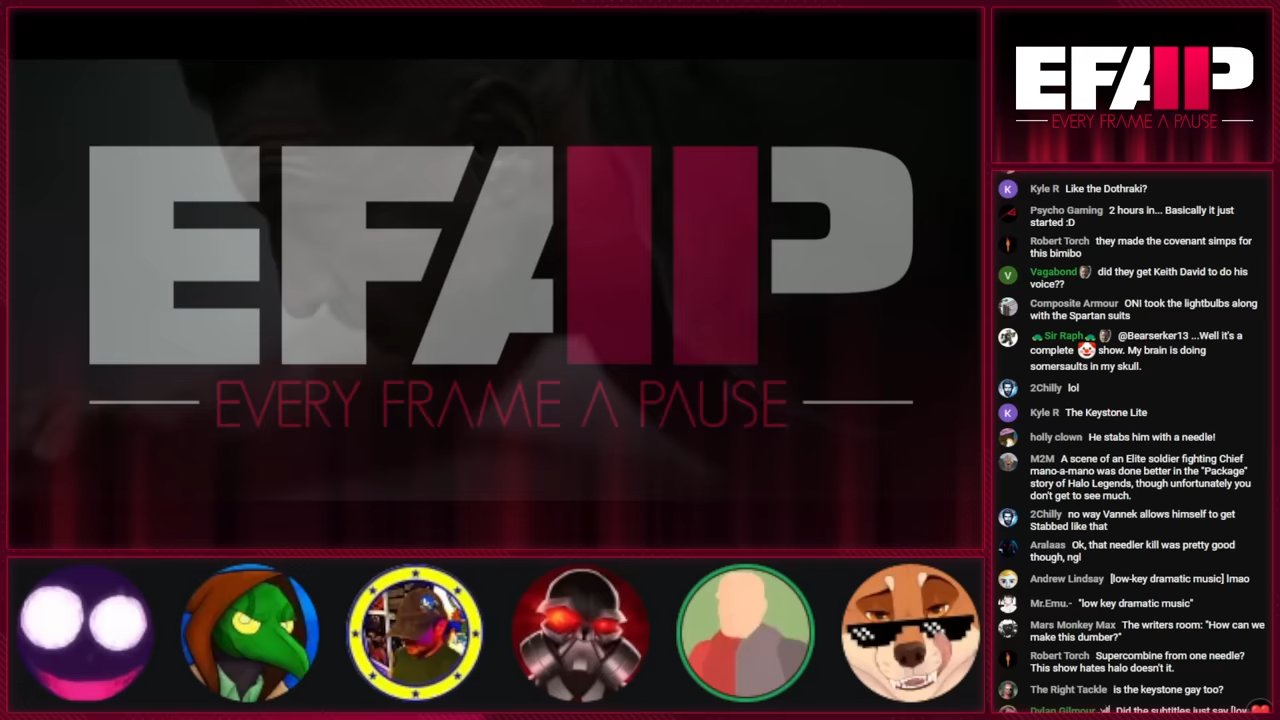 EFAP
EVERY FRAME A PAUSE
EFAP
EVERY FRAME A PAUSE
K
Kyle R Like the Dothraki?
Psycho Gaming 2 hours in... Basically it just
started :D
Robert Torch they made the covenant simps for
this bimibo
V
Vagabond did they get Keith David to do his
voice??
Composite Armour ONI took the lightbulbs along
with the Spartan suits
Sir Raph @Bearserker13 ...Well it's a
complete show. My brain is doing
somersaults in my skull.
2Chilly lol
K
Kyle R The Keystone Lite
holly clown He stabs him with a needle!
M2M A scene of an Elite soldier fighting Chief
mano-a-mano was done better in the "Package"
story of Halo Legends, though unfortunately you
don't get to see much.
2Chilly no way Vannek allows himself to get
Stabbed like that
Aralaas Ok, that needler kill was pretty good
though, ngl
Andrew Lindsay [low-key dramatic music] lmao
Mr.Emu.- "low key dramatic music"
Mars Monkey Max The writers room: "How can we
make this dumber?"
Robert Torch Supercombine from one needle?
This show hates halo doesn't it.
The Right Tackle is the keystone gay too?
Dylan Gilmour Did the subtitles just say [low